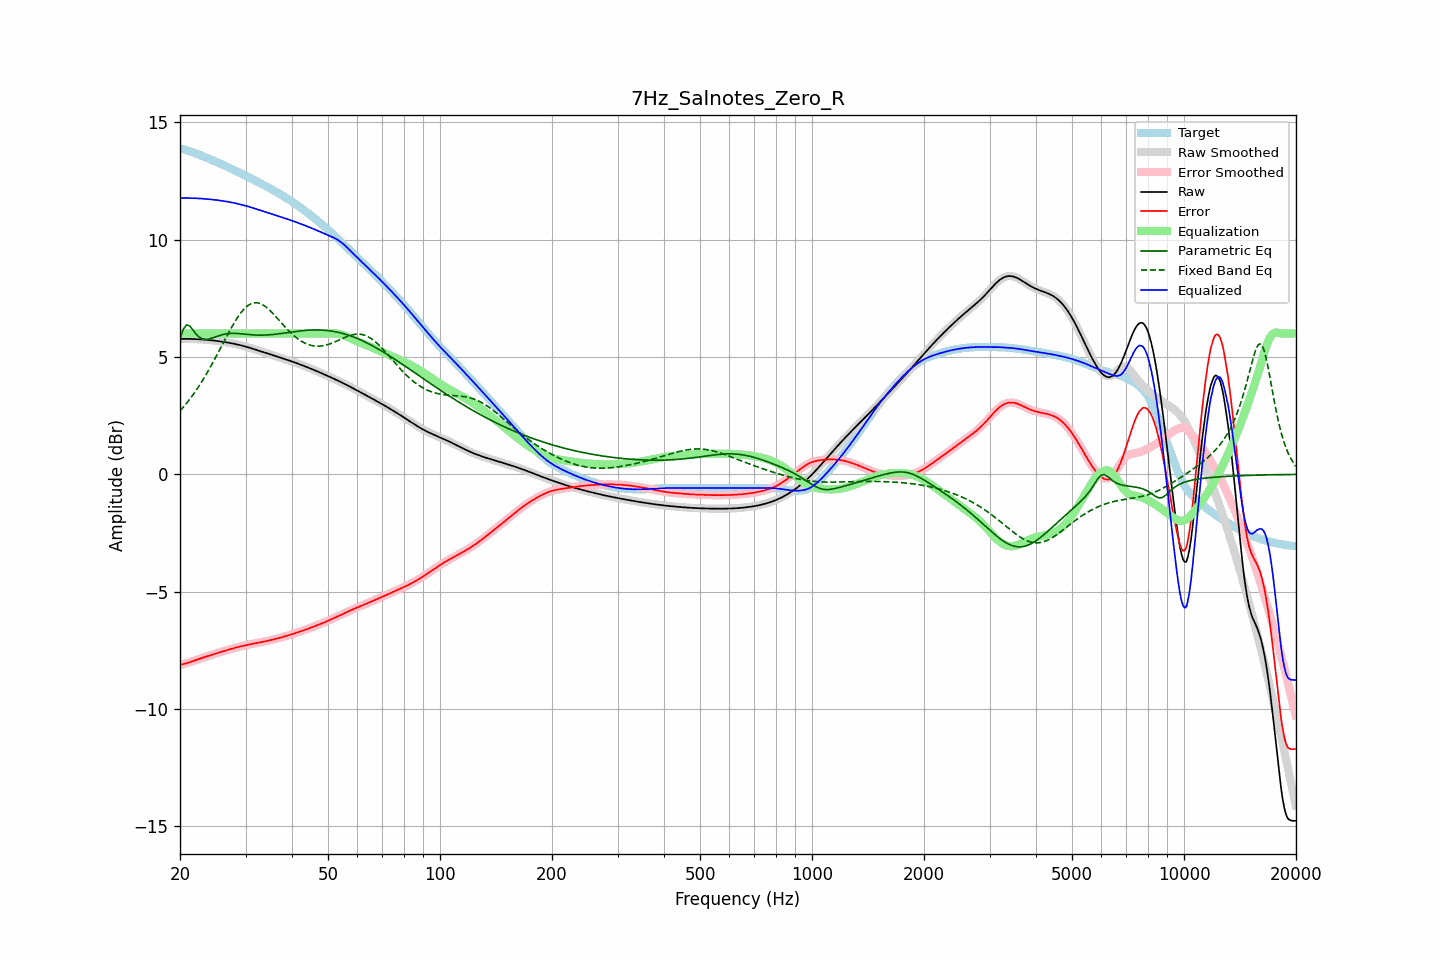 7Hz_Salnotes_Zero_R
15
10
5
0
−5
−10
−15
Amplitude (dBr)
20
50
100
200
500
1000
2000
5000
10000
20000
Frequency (Hz)
Target
Raw Smoothed
Error Smoothed
Raw
Error
Equalization
Parametric Eq
Fixed Band Eq
Equalized